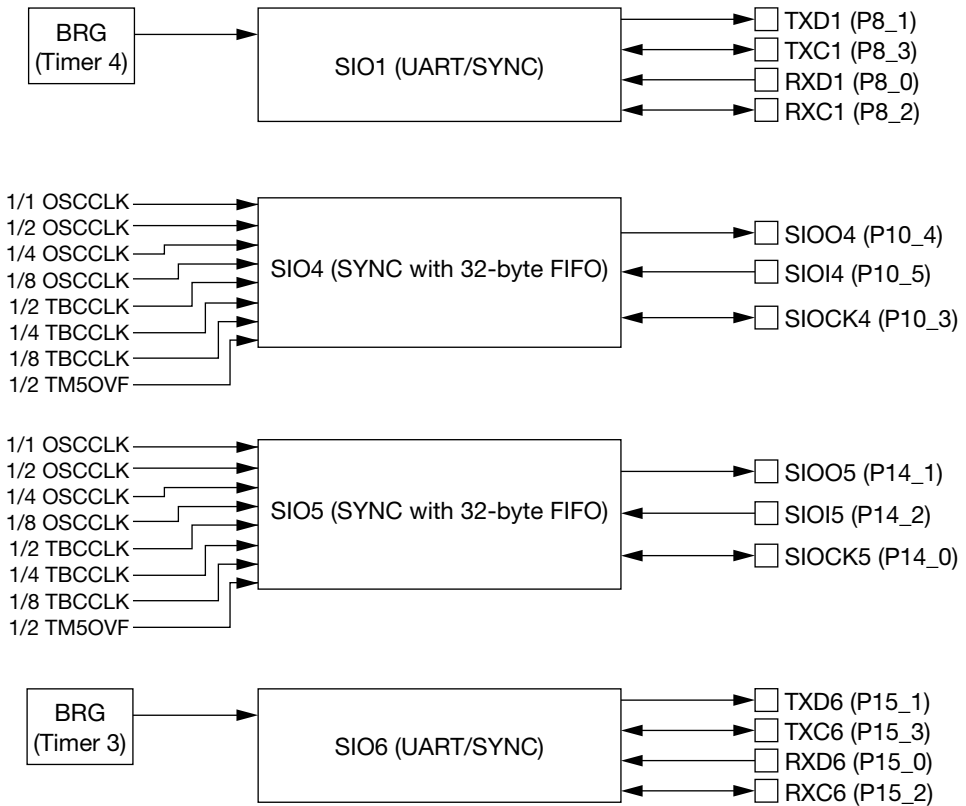 BRG
(Timer 4)
SIO1 (UART/SYNC)
TXD1 (P8_1)
TXC1 (P8_3)
RXD1 (P8_0)
RXC1 (P8_2)
1/1 OSCCLK
1/2 OSCCLK
1/4 OSCCLK
1/8 OSCCLK
1/2 TBCCLK
1/4 TBCCLK
1/8 TBCCLK
1/2 TM5OVF
SIO4 (SYNC with 32-byte FIFO)
SIOO4 (P10_4)
SIOI4 (P10_5)
SIOCK4 (P10_3)
1/1 OSCCLK
1/2 OSCCLK
1/4 OSCCLK
1/8 OSCCLK
1/2 TBCCLK
1/4 TBCCLK
1/8 TBCCLK
1/2 TM5OVF
SIO5 (SYNC with 32-byte FIFO)
SIOO5 (P14_1)
SIOI5 (P14_2)
SIOCK5 (P14_0)
BRG
(Timer 3)
SIO6 (UART/SYNC)
TXD6 (P15_1)
TXC6 (P15_3)
RXD6 (P15_0)
RXC6 (P15_2)